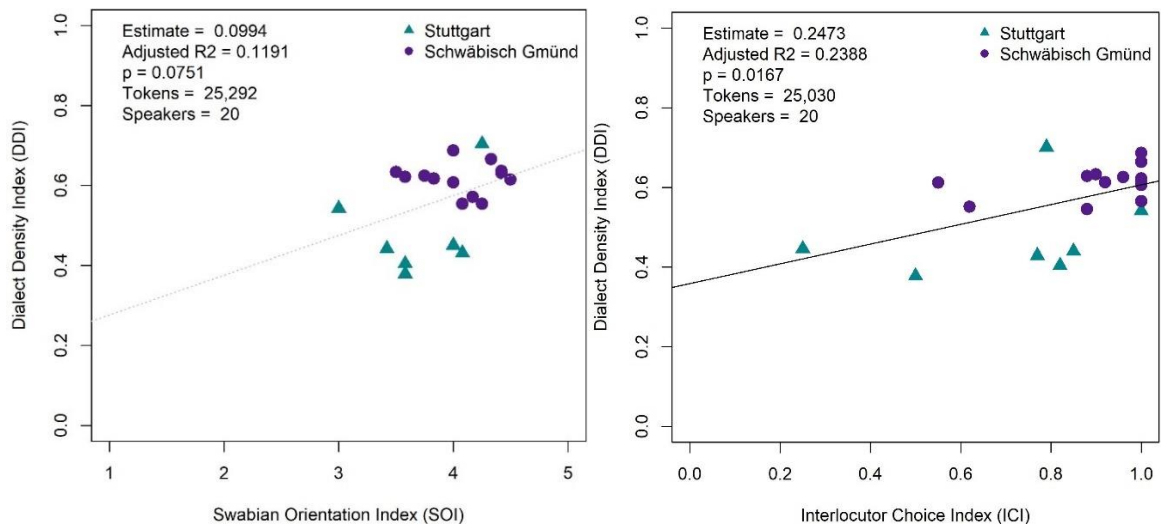 Estimate = 0.0994
Adjusted R2 = 0.1191
p = 0.0751
Tokens = 25,292
Speakers = 20
Stuttgart
Schwäbisch Gmünd
Dialect Density Index (DDI)
1.0
0.8
0.6
0.4
0.2
0.0
1 2 3 4 5
Swabian Orientation Index (SOI)
Estimate = 0.2473
Adjusted R2 = 0.2388
p = 0.0167
Tokens = 25,030
Speakers = 20
Stuttgart
Schwäbisch Gmünd
Dialect Density Index (DDI)
1.0
0.8
0.6
0.4
0.2
0.0
0.0 0.2 0.4 0.6 0.8 1.0
Interlocutor Choice Index (ICI)